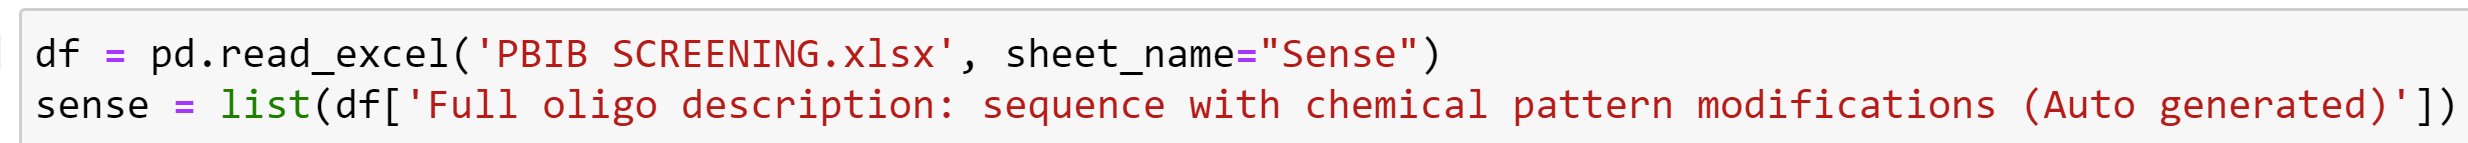 df = pd.read_excel('PBIB SCREENING.xlsx', sheet_name="Sense")
sense = list(df['Full oligo description: sequence with chemical pattern modifications (Auto generated)'])